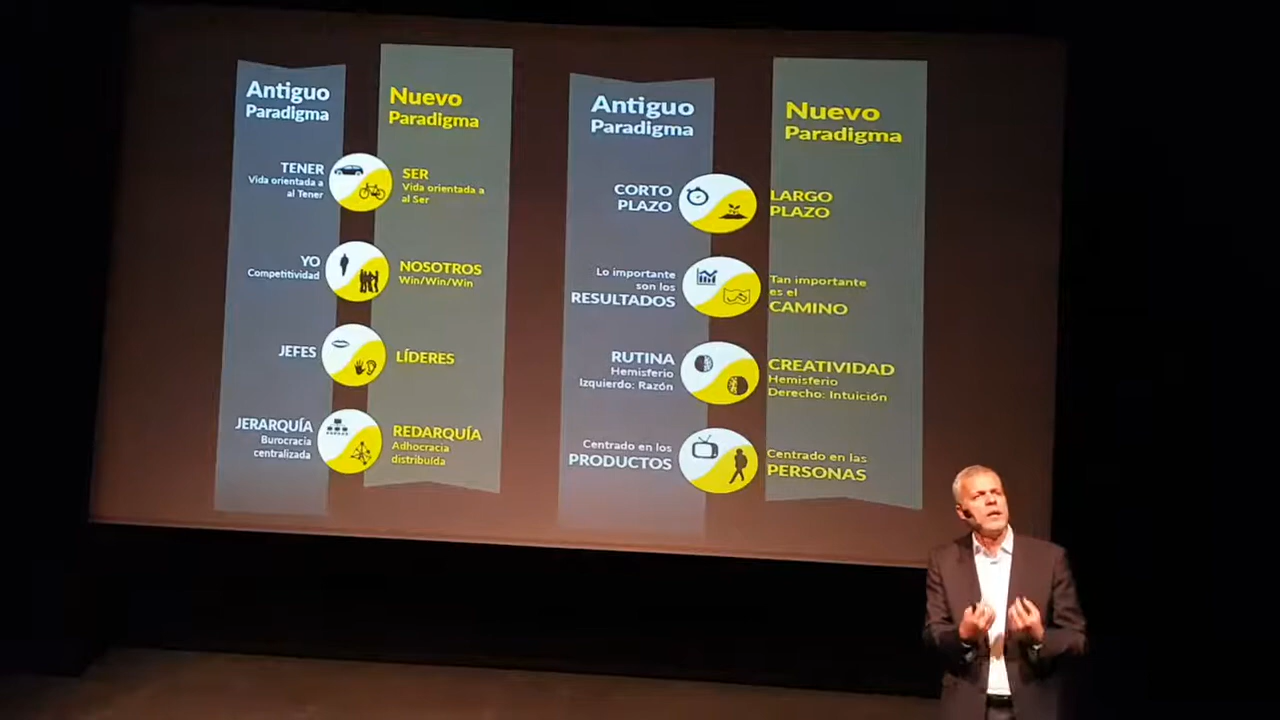 Antiguo
Paradigma
Nuevo
Paradigma
TENER
Vida orientada a
al Tener
SER
Vida orientada a
al Ser
YO
Competitividad
NOSOTROS
Win/Win/Win
JEFES
LÍDERES
JERARQUÍA
Burocracia
centralizada
REDARQUÍA
Adhocracia
distribuida
Antiguo
Paradigma
Nuevo
Paradigma
CORTO
PLAZO
LARGO
PLAZO
Lo importante
son los
RESULTADOS
Tan importante
es el
CAMINO
RUTINA
Hemisferio
Izquierdo: Razón
CREATIVIDAD
Hemisferio
Derecho: Intuición
Centrado en los
PRODUCTOS
Centrado en las
PERSONAS